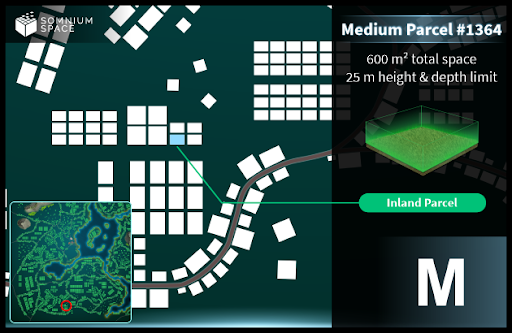 SOMNIUM
SPACE
Medium Parcel #1364
600 m² total space
25 m height & depth limit
Inland Parcel
M